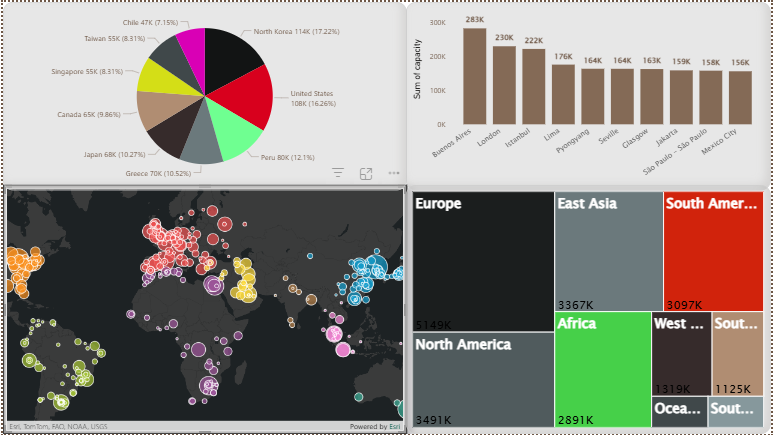 Chile 47K (7.15%)
Taiwan 55K (8.31%)
Singapore 55K (8.31%)
Canada 65K (9.86%)
Japan 68K (10.27%)
Greece 70K (10.52%)
North Korea 114K (17.22%)
United States
108K (16.26%)
Peru 80K (12.1%)
Sum of capacity
300K
200K
100K
0K
283K
230K
222K
176K
164K
164K
163K
159K
158K
156K
Buenos Aires
London
Istanbul
Lima
Pyongyang
Seville
Glasgow
Jakarta
São Paulo – São Paulo
Mexico City
Esri, TomTom, FAO, NOAA, USGS
Powered by Esri
Europe
5149K
North America
3491K
East Asia
3367K
South Amer...
3097K
Africa
2891K
West ...
1319K
Sout...
1125K
Ocea...
Sout...